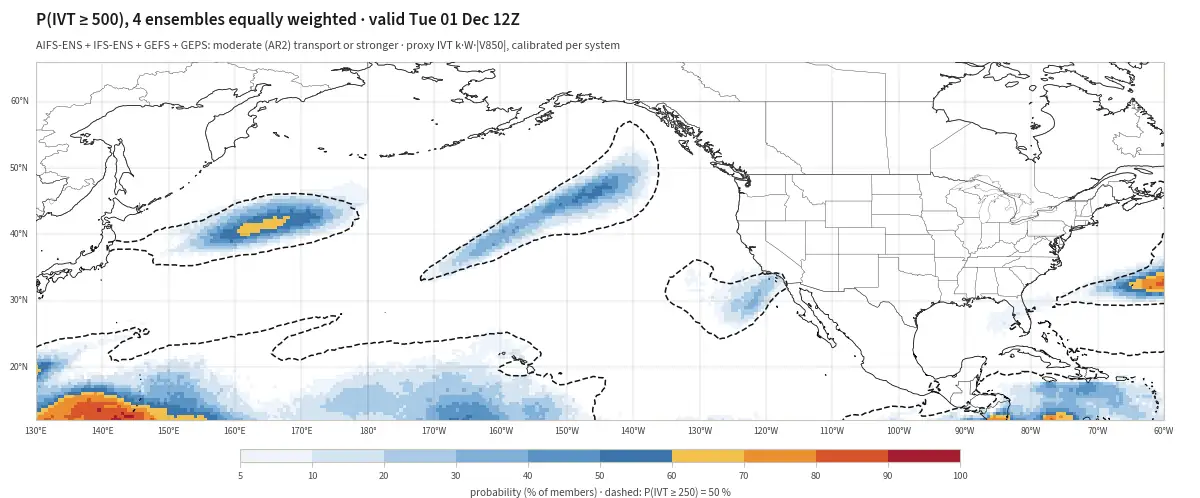 P(IVT ≥ 500), 4 ensembles equally weighted · valid Tue 01 Dec 12Z
AIFS-ENS + IFS-ENS + GEFS + GEPS: moderate (AR2) transport or stronger · proxy IVT k·W·|V850|, calibrated per system
60°N
50°N
40°N
30°N
20°N
130°E 140°E 150°E 160°E 170°E 180° 170°W 160°W 150°W 140°W 130°W 120°W 110°W 100°W 90°W 80°W 70°W 60°W
5 10 20 30 40 50 60 70 80 90 100
probability (% of members) · dashed: P(IVT ≥ 250) = 50 %